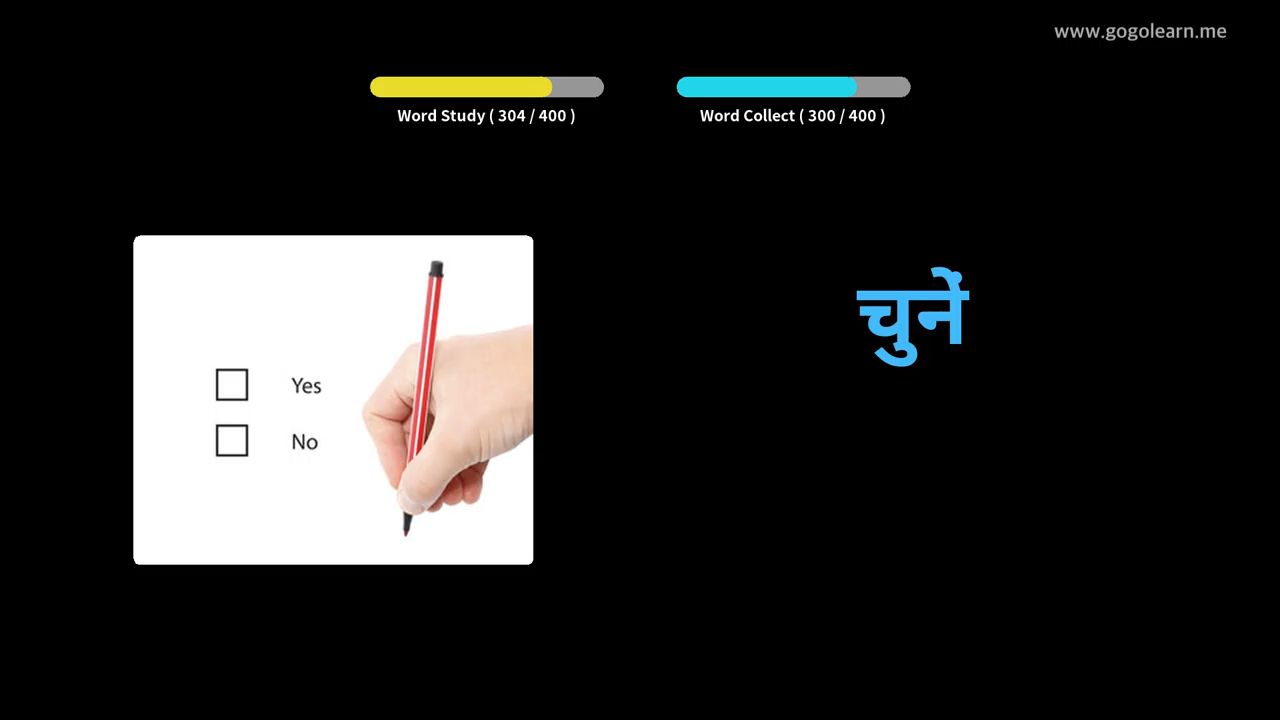 www.gogolearn.me
Word Study ( 304 / 400 )
Word Collect ( 300 / 400 )
चुनें
Yes
No